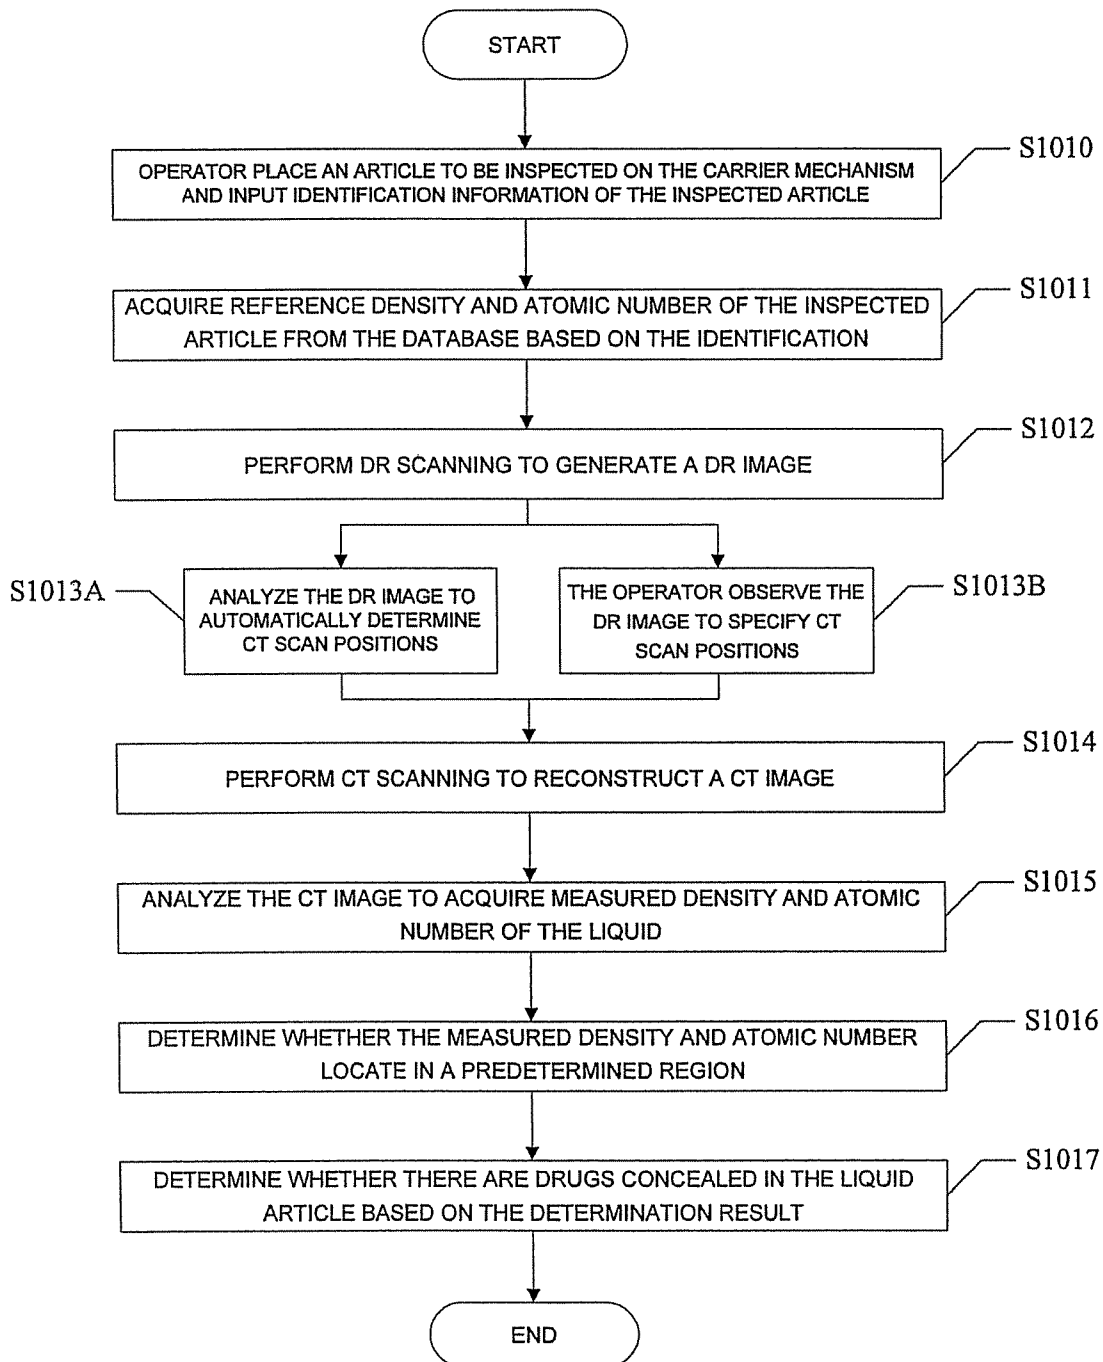 START
OPERATOR PLACE AN ARTICLE TO BE INSPECTED ON THE CARRIER MECHANISM
AND INPUT IDENTIFICATION INFORMATION OF THE INSPECTED ARTICLE
S1010
ACQUIRE REFERENCE DENSITY AND ATOMIC NUMBER OF THE INSPECTED
ARTICLE FROM THE DATABASE BASED ON THE IDENTIFICATION
S1011
PERFORM DR SCANNING TO GENERATE A DR IMAGE
S1012
S1013A
ANALYZE THE DR IMAGE TO
AUTOMATICALLY DETERMINE
CT SCAN POSITIONS
THE OPERATOR OBSERVE THE
DR IMAGE TO SPECIFY CT
SCAN POSITIONS
S1013B
PERFORM CT SCANNING TO RECONSTRUCT A CT IMAGE
S1014
ANALYZE THE CT IMAGE TO ACQUIRE MEASURED DENSITY AND ATOMIC
NUMBER OF THE LIQUID
S1015
DETERMINE WHETHER THE MEASURED DENSITY AND ATOMIC NUMBER
LOCATE IN A PREDETERMINED REGION
S1016
DETERMINE WHETHER THERE ARE DRUGS CONCEALED IN THE LIQUID
ARTICLE BASED ON THE DETERMINATION RESULT
S1017
END